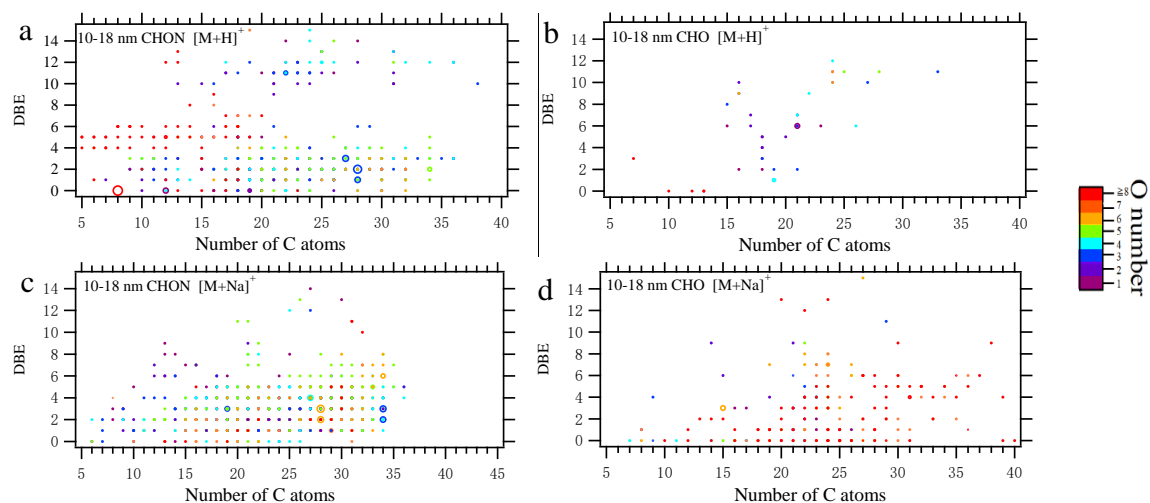 a
10-18 nm CHON [M+H]+
DBE
14
12
10
8
6
4
2
0
5 10 15 20 25 30 35 40
Number of C atoms
b
10-18 nm CHO [M+H]+
DBE
14
12
10
8
6
4
2
0
5 10 15 20 25 30 35 40
Number of C atoms
c
10-18 nm CHON [M+Na]+
DBE
14
12
10
8
6
4
2
0
5 10 15 20 25 30 35 40 45
Number of C atoms
d
10-18 nm CHO [M+Na]+
DBE
14
12
10
8
6
4
2
0
5 10 15 20 25 30 35 40
Number of C atoms
≥8
7
6
5
4
3
2
1
O number